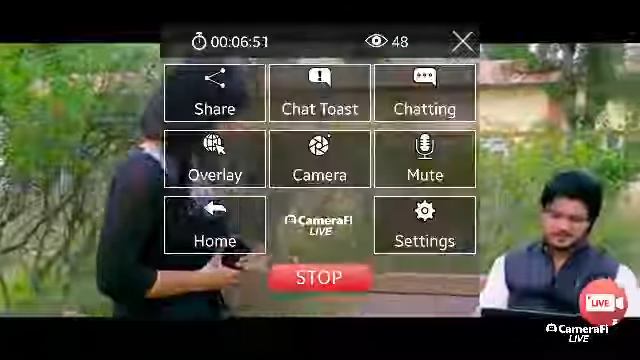 00:06:51
48
Share
Chat Toast
Chatting
Overlay
Camera
Mute
Home
CameraFi
LIVE
Settings
STOP
LIVE
CameraFi
LIVE